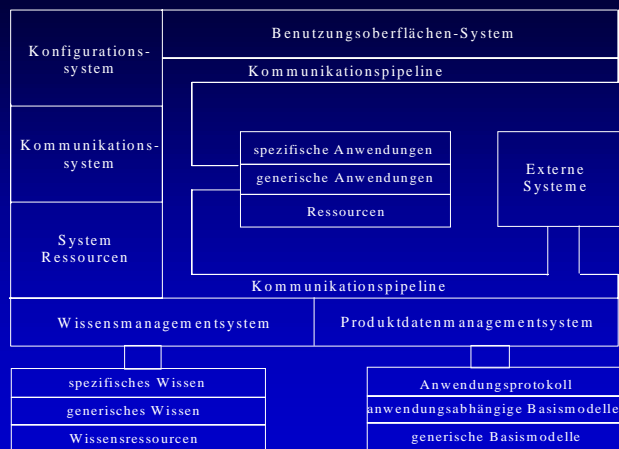 Benutzungsoberflächen-System
Konfigurations-
system
Kommunikationspipeline
Kommunikations-
system
spezifische Anwendungen
generische Anwendungen
Ressourcen
Externe
Systeme
System
Ressourcen
Kommunikationspipeline
Wissensmanagementsystem
Produktdatenmanagementsystem
spezifisches Wissen
generisches Wissen
Wissensressourcen
Anwendungsprotokoll
anwendungsabhängige Basismodelle
generische Basismodelle